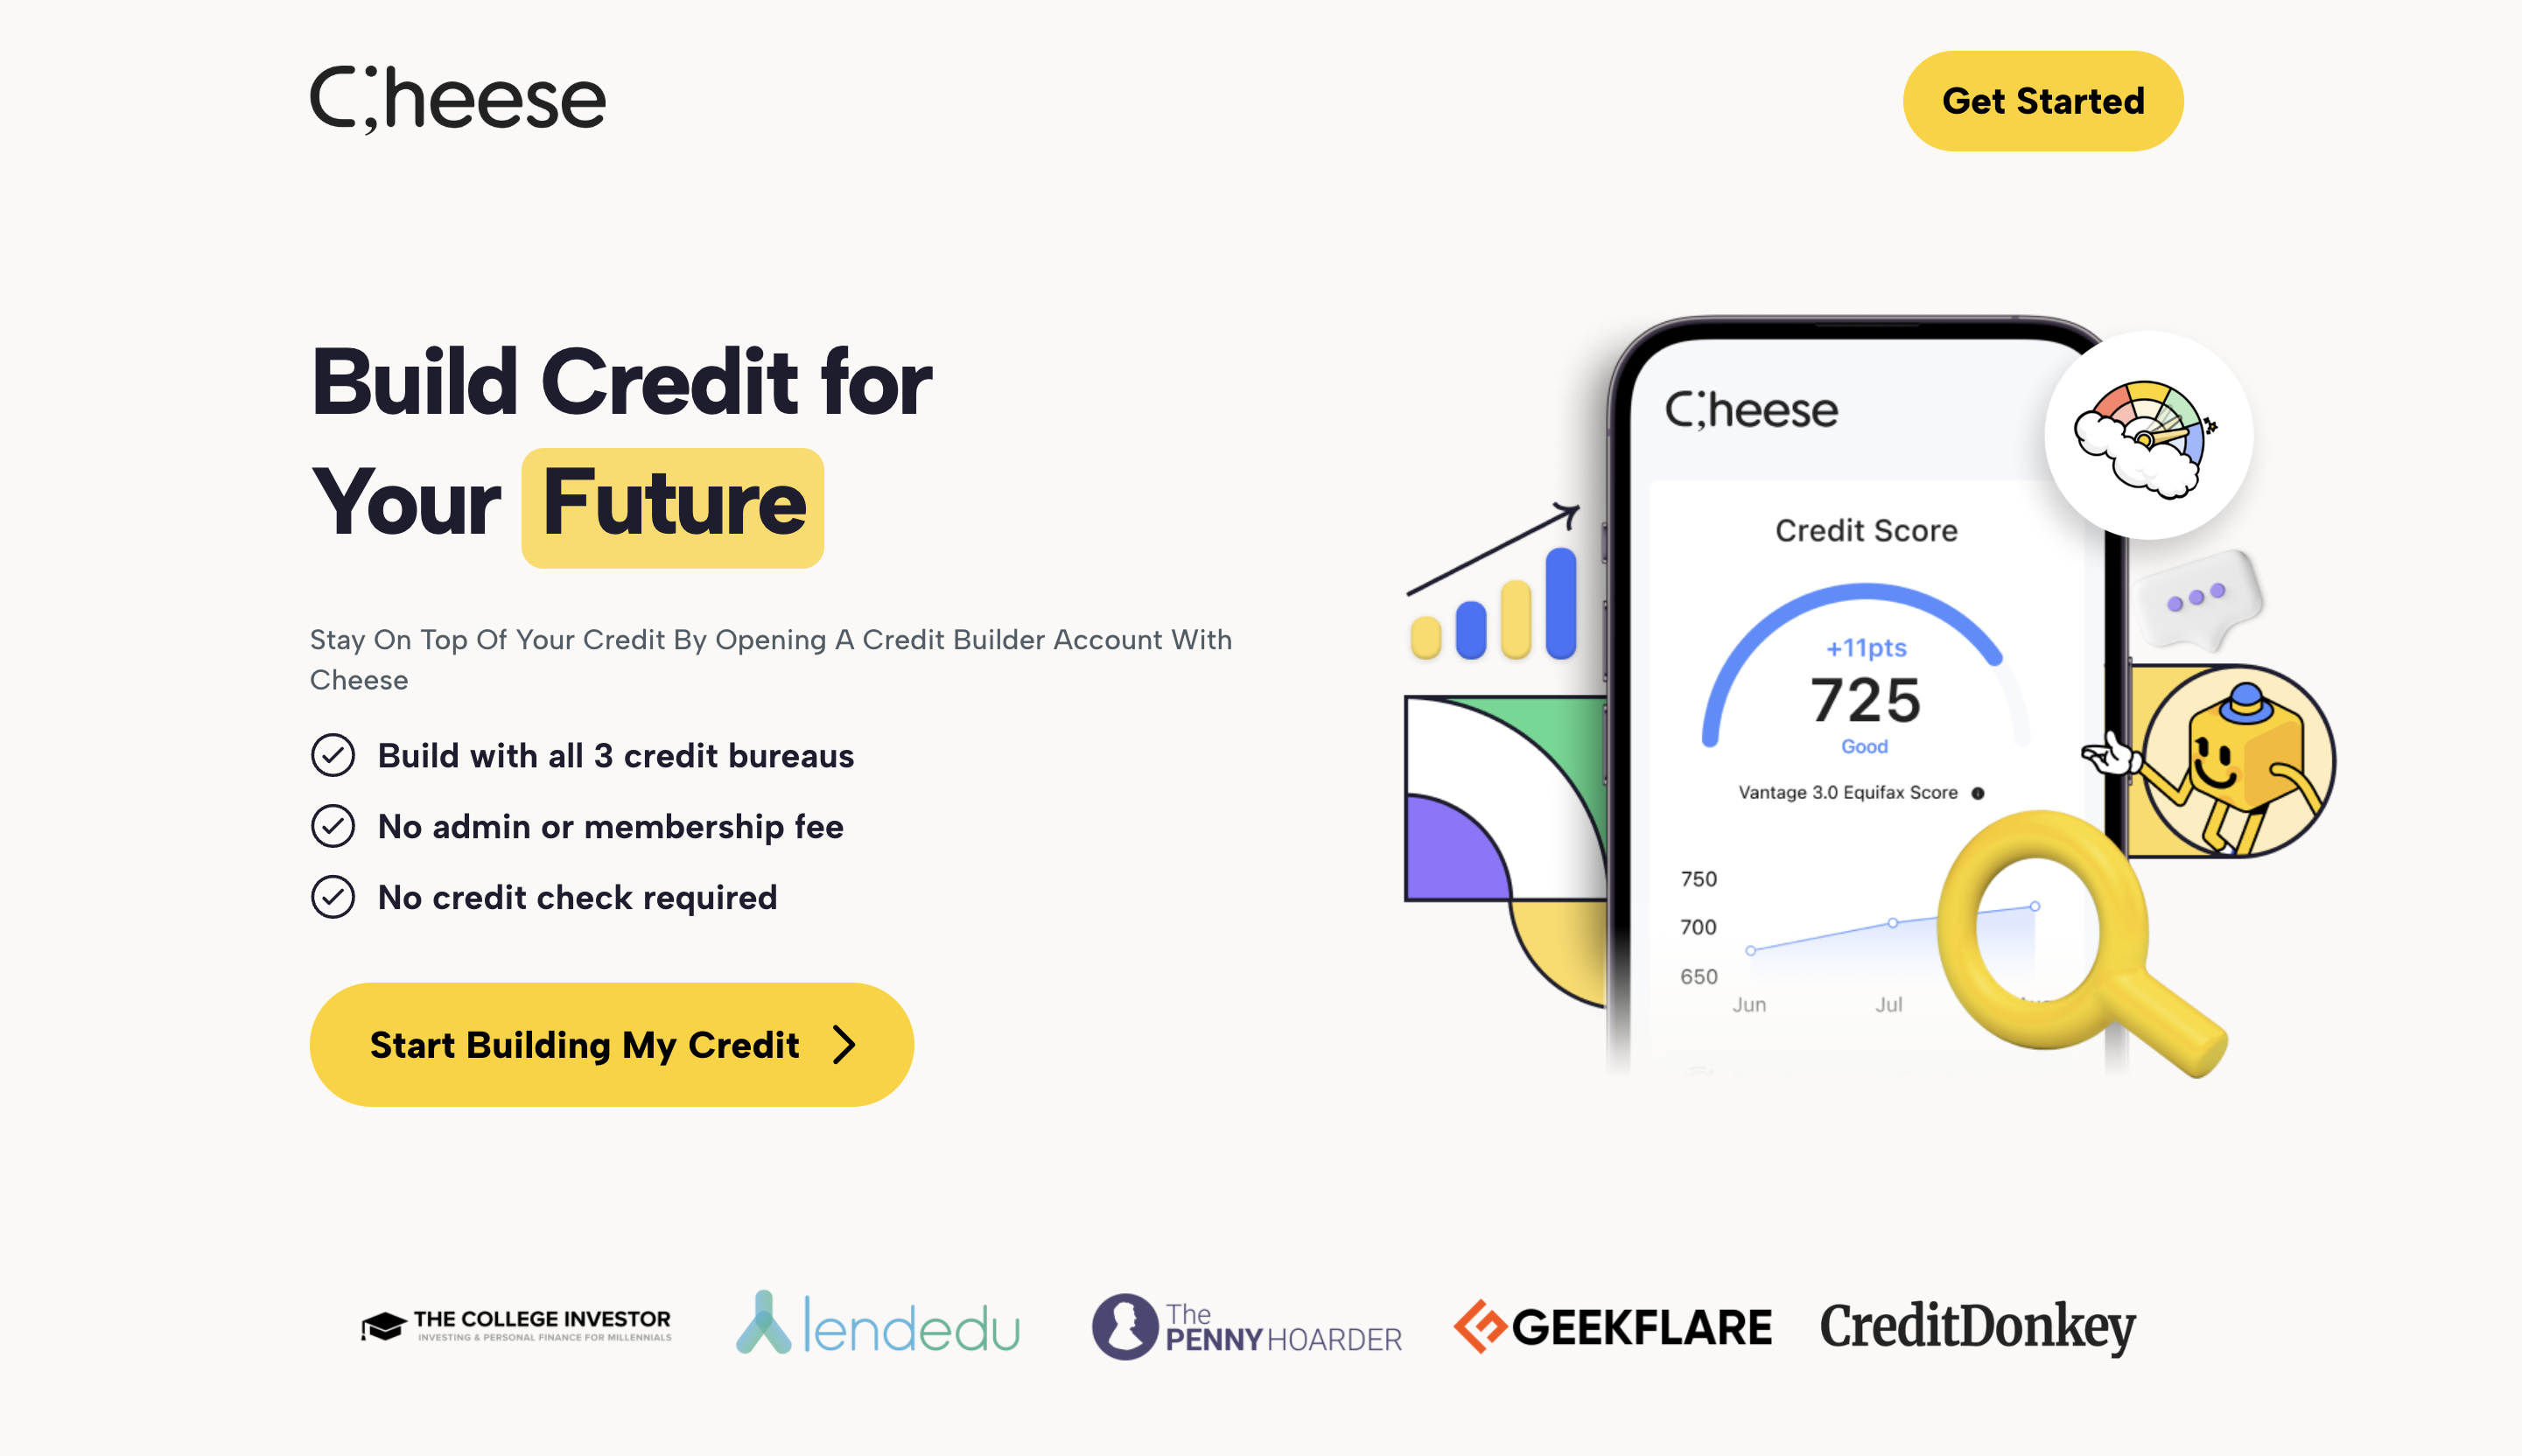 C;heese
Get Started
Build Credit for
Your Future
Stay On Top Of Your Credit By Opening A Credit Builder Account With
Cheese
Build with all 3 credit bureaus
No admin or membership fee
No credit check required
Start Building My Credit
C;heese
Credit Score
+11pts
725
Good
Vantage 3.0 Equifax Score
750
700
650
Jun
Jul
THE COLLEGE INVESTOR
INVESTING & PERSONAL FINANCE FOR MILLENNIALS
lendedu
The
PENNY HOARDER
GEEKFLARE
CreditDonkey